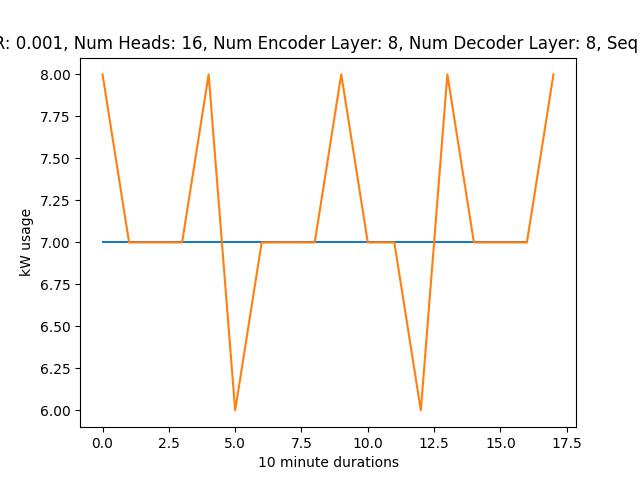 R: 0.001, Num Heads: 16, Num Encoder Layer: 8, Num Decoder Layer: 8, Seq
8.00
7.75
7.50
7.25
7.00
6.75
6.50
6.25
6.00
kW usage
0.0 2.5 5.0 7.5 10.0 12.5 15.0 17.5
10 minute durations